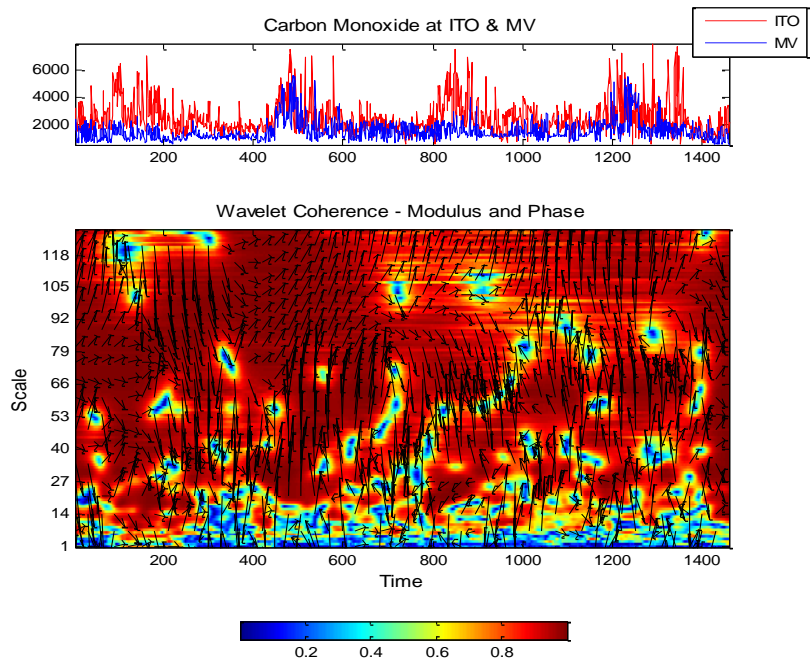 Carbon Monoxide at ITO & MV
ITO
MV
6000
4000
2000
200 400 600 800 1000 1200 1400
Wavelet Coherence - Modulus and Phase
118
105
92
79
66
53
40
27
14
1
Scale
200 400 600 800 1000 1200 1400
Time
0.2 0.4 0.6 0.8